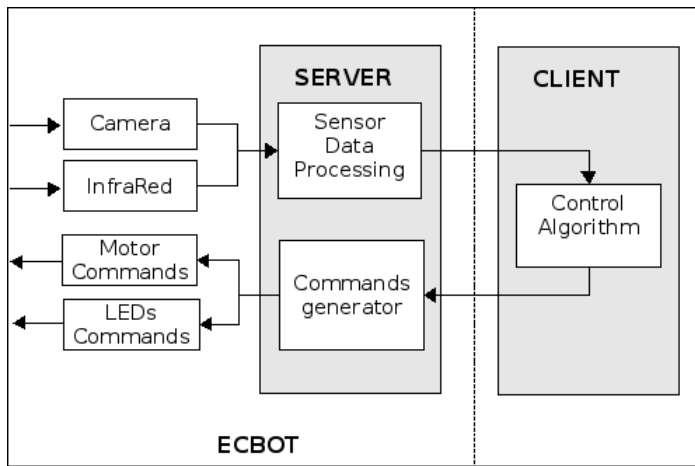 SERVER
CLIENT
Camera
InfraRed
Sensor
Data
Processing
Control
Algorithm
Motor
Commands
LEDs
Commands
Commands
generator
ECBOT